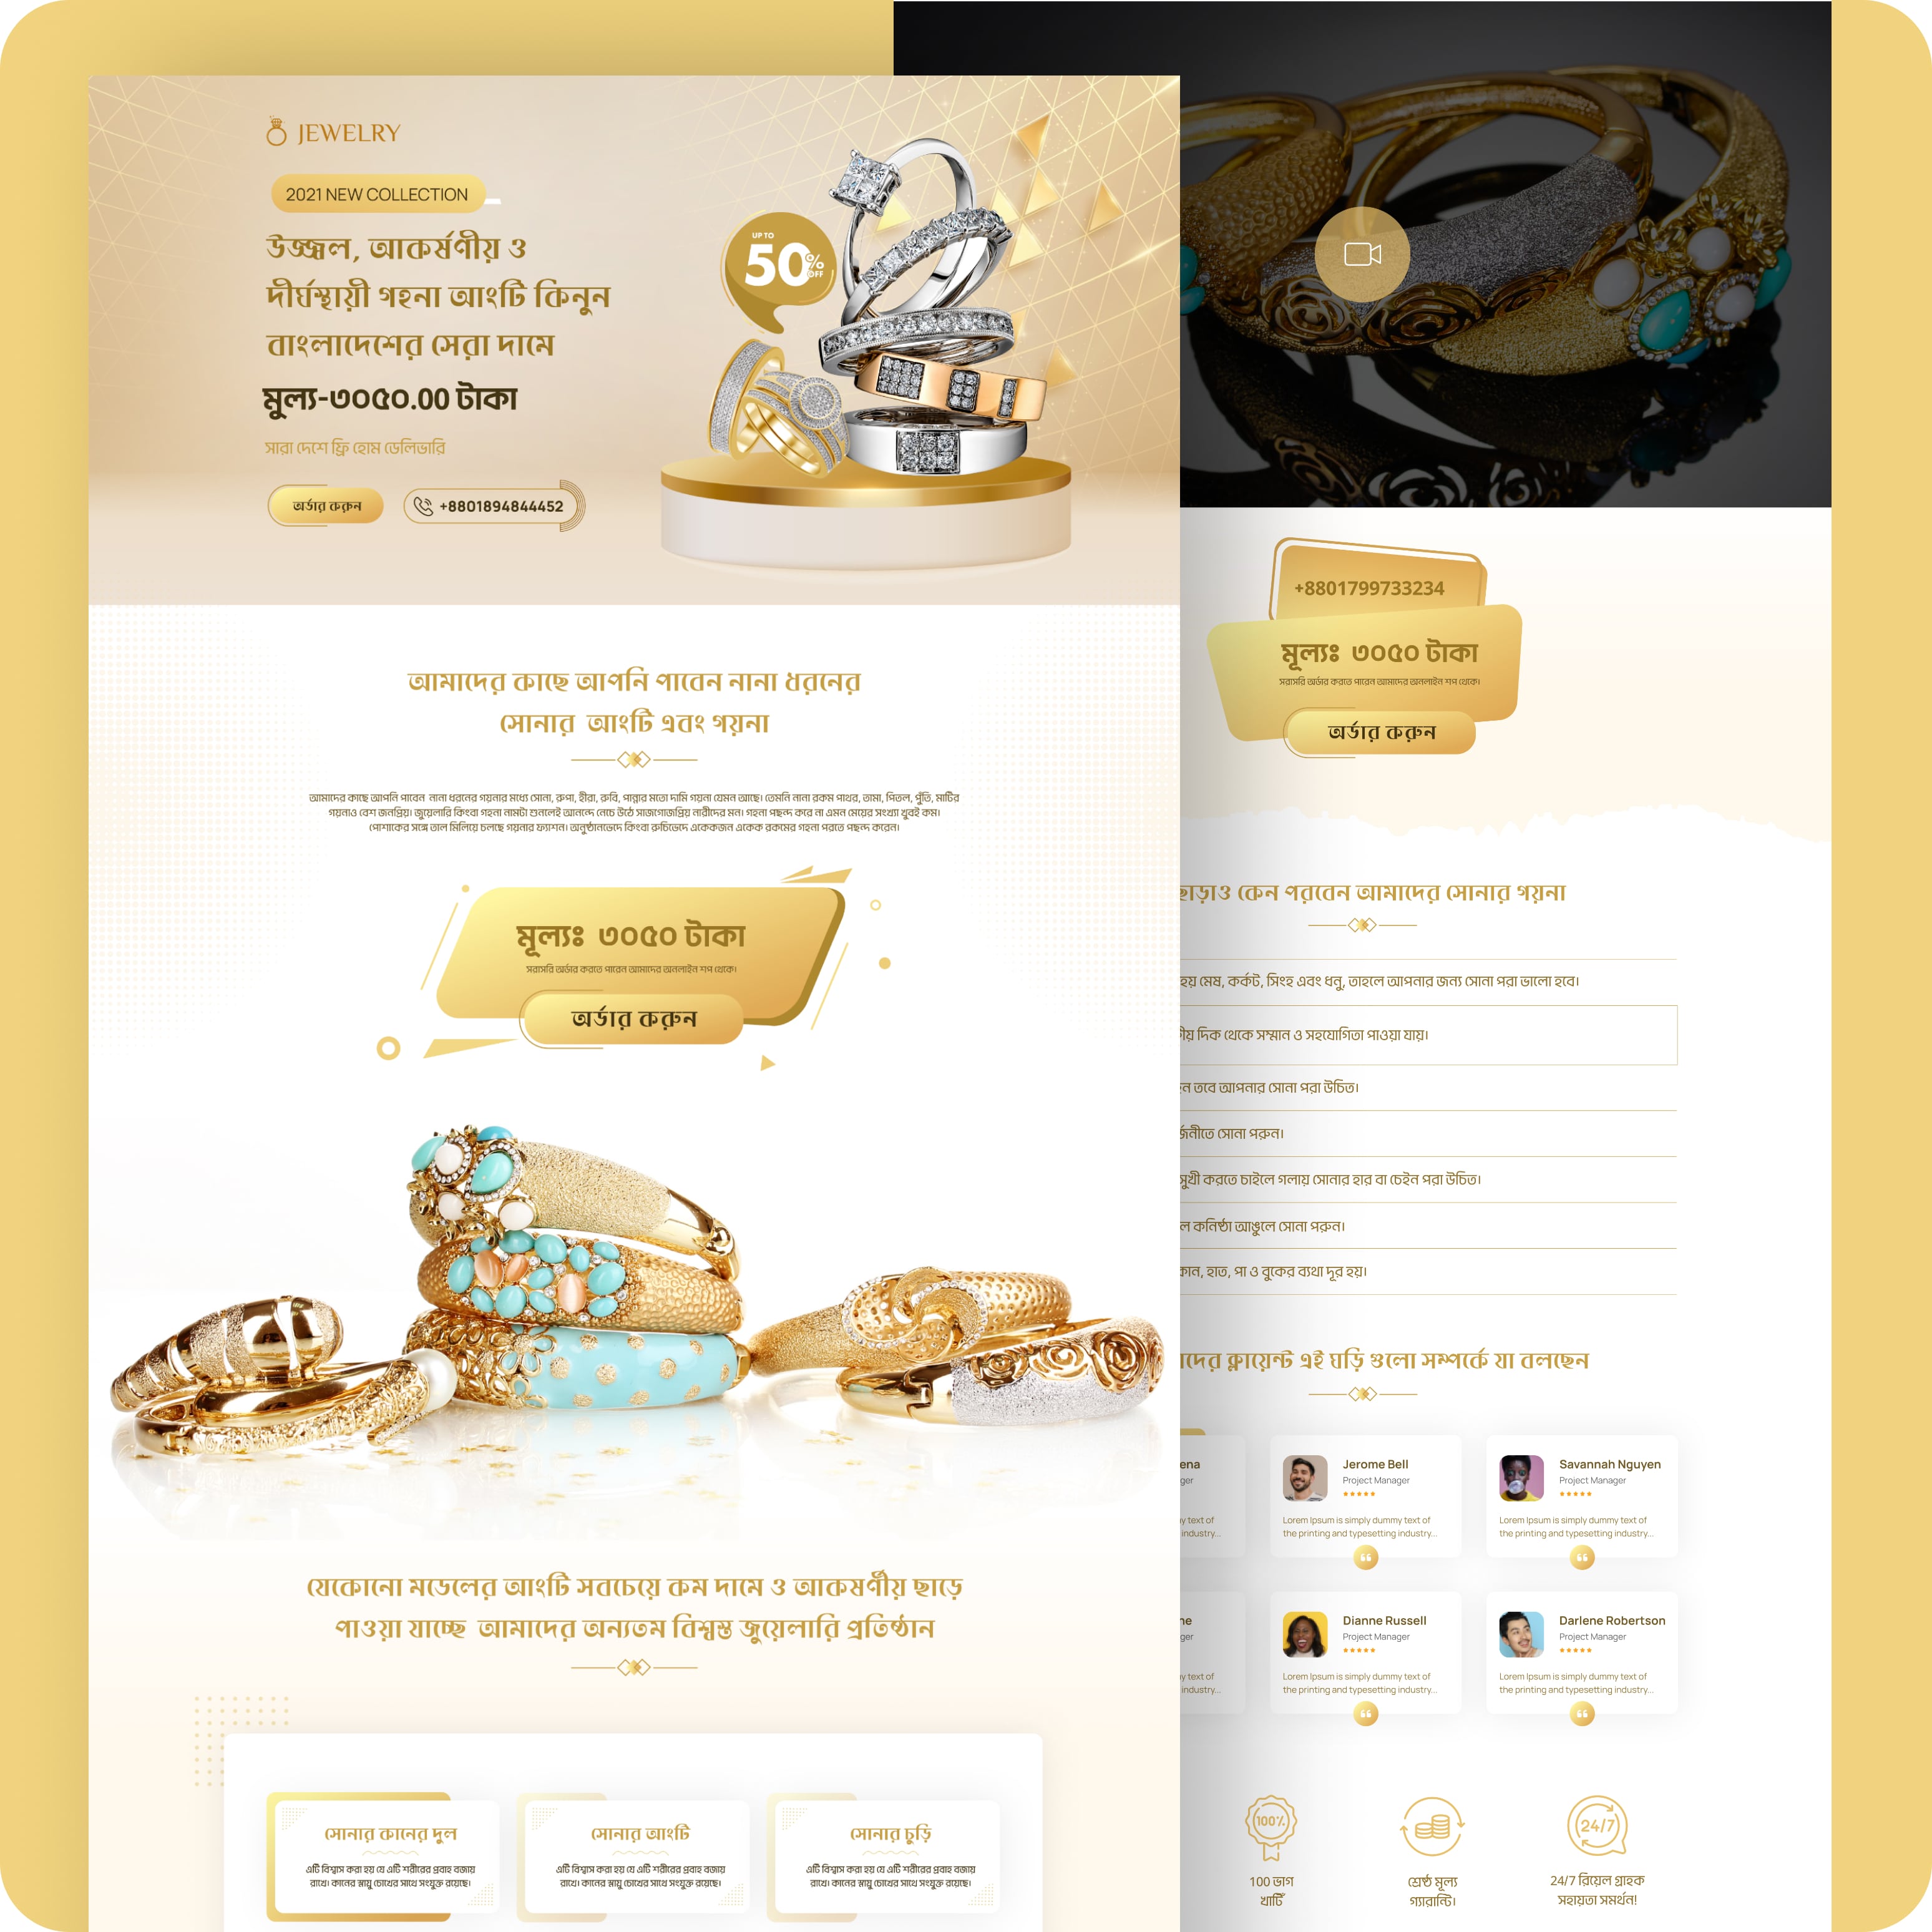 JEWELRY
2021 NEW COLLECTION
উজ্জ্বল, আকর্ষণীয় ও
দীর্ঘস্থায়ী গহনা আংটি কিনুন
বাংলাদেশের সেরা দামে
মুল্য-৩০৫০.00 টাকা
সারা দেশে ফ্রি হোম ডেলিভারি
অর্ডার করুন
+8801894844452
UP TO
50%
OFF
আমাদের কাছে আপনি পাবেন নানা ধরনের
সোনার আংটি এবং গয়না
আমাদের কাছে আপনি পাবেন নানা ধরনের গয়নার মধ্যে সোনা, রুপা, হীরা, রুবি, পান্নার মতো দামি গয়না যেমন আছে। তেমনি নানা রকম পাথর, তামা, পিতল, পুঁতি, মাটির
গয়নাও বেশ জনপ্রিয়। জুয়েলারি কিংবা গহনা নামটা শুনলেই আনন্দে নেচে উঠে সাজগোজপ্রিয় নারীদের মন। গহনা পছন্দ করে না এমন মেয়ের সংখ্যা খুবই কম।
পোশাকের সঙ্গে তাল মিলিয়ে চলছে গয়নার ফ্যাশন। অনুষ্ঠানভেদে কিংবা রুচিভেদে একেকজন একেক রকমের গহনা পরতে পছন্দ করেন।
মূল্যঃ ৩০৫০ টাকা
সরাসরি অর্ডার করতে পারেন আমাদের অনলাইন শপ থেকে।
অর্ডার করুন
যেকোনো মডেলের আংটি সবচেয়ে কম দামে ও আকর্ষণীয় ছাড়ে
পাওয়া যাচ্ছে আমাদের অন্যতম বিশ্বস্ত জুয়েলারি প্রতিষ্ঠান
সোনার কানের দুল
এটি বিশ্বাস করা হয় যে এটি শরীরের প্রবাহ বজায়
রাখে। কানের স্নায়ু চোখের সাথে সংযুক্ত রয়েছে।
সোনার আংটি
এটি বিশ্বাস করা হয় যে এটি শরীরের প্রবাহ বজায়
রাখে। কানের স্নায়ু চোখের সাথে সংযুক্ত রয়েছে।
সোনার চুড়ি
এটি বিশ্বাস করা হয় যে এটি শরীরের প্রবাহ বজায়
রাখে। কানের স্নায়ু চোখের সাথে সংযুক্ত রয়েছে।
+8801799733234
মূল্যঃ ৩০৫০ টাকা
সরাসরি অর্ডার করতে পারেন আমাদের অনলাইন শপ থেকে।
অর্ডার করুন
কেন পরবেন আমাদের সোনার গয়না
হয় মেষ, কর্কট, সিংহ এবং ধনু, তাহলে আপনার জন্য সোনা পরা ভালো হবে।
দিক থেকে সম্মান ও সহযোগিতা পাওয়া যায়।
তবে আপনার সোনা পরা উচিত।
সোনা পরুন।
সুখী করতে চাইলে গলায় সোনার হার বা চেইন পরা উচিত।
কনিষ্ঠা আঙুলে সোনা পরুন।
কান, হাত, পা ও বুকের ব্যথা দূর হয়।
ক্লায়েন্ট এই ঘড়ি গুলো সম্পর্কে যা বলছেন
text of
industry...
Jerome Bell
Project Manager
Lorem Ipsum is simply dummy text of
the printing and typesetting industry...
Savannah Nguyen
Project Manager
Lorem Ipsum is simply dummy text of
the printing and typesetting industry...
text of
industry...
Dianne Russell
Project Manager
Lorem Ipsum is simply dummy text of
the printing and typesetting industry...
Darlene Robertson
Project Manager
Lorem Ipsum is simply dummy text of
the printing and typesetting industry...
100%
100 ভাগ
খাটিঁ
শ্রেষ্ঠ মূল্য
গ্যারান্টি।
24/7
24/7 রিয়েল গ্রাহক
সহায়তা সমর্থন!